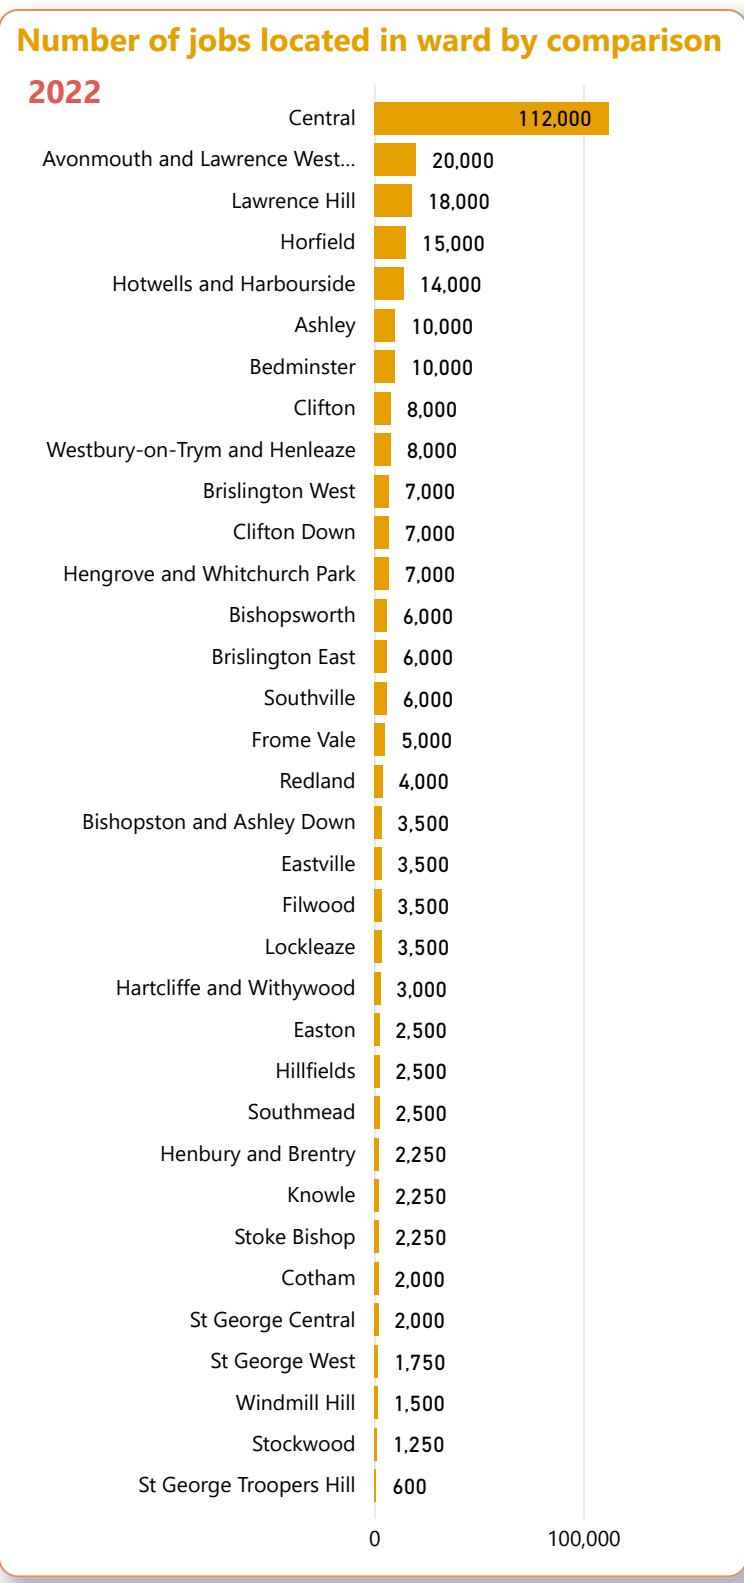 Number of jobs located in ward by comparison
2022
Central 112,000
Avonmouth and Lawrence West... 20,000
Lawrence Hill 18,000
Horfield 15,000
Hotwells and Harbourside 14,000
Ashley 10,000
Bedminster 10,000
Clifton 8,000
Westbury-on-Trym and Henleaze 8,000
Brislington West 7,000
Clifton Down 7,000
Hengrove and Whitchurch Park 7,000
Bishopsworth 6,000
Brislington East 6,000
Southville 6,000
Frome Vale 5,000
Redland 4,000
Bishopston and Ashley Down 3,500
Eastville 3,500
Filwood 3,500
Lockleaze 3,500
Hartcliffe and Withywood 3,000
Easton 2,500
Hillfields 2,500
Southmead 2,500
Henbury and Brentry 2,250
Knowle 2,250
Stoke Bishop 2,250
Cotham 2,000
St George Central 2,000
St George West 1,750
Windmill Hill 1,500
Stockwood 1,250
St George Troopers Hill 600
0 100,000